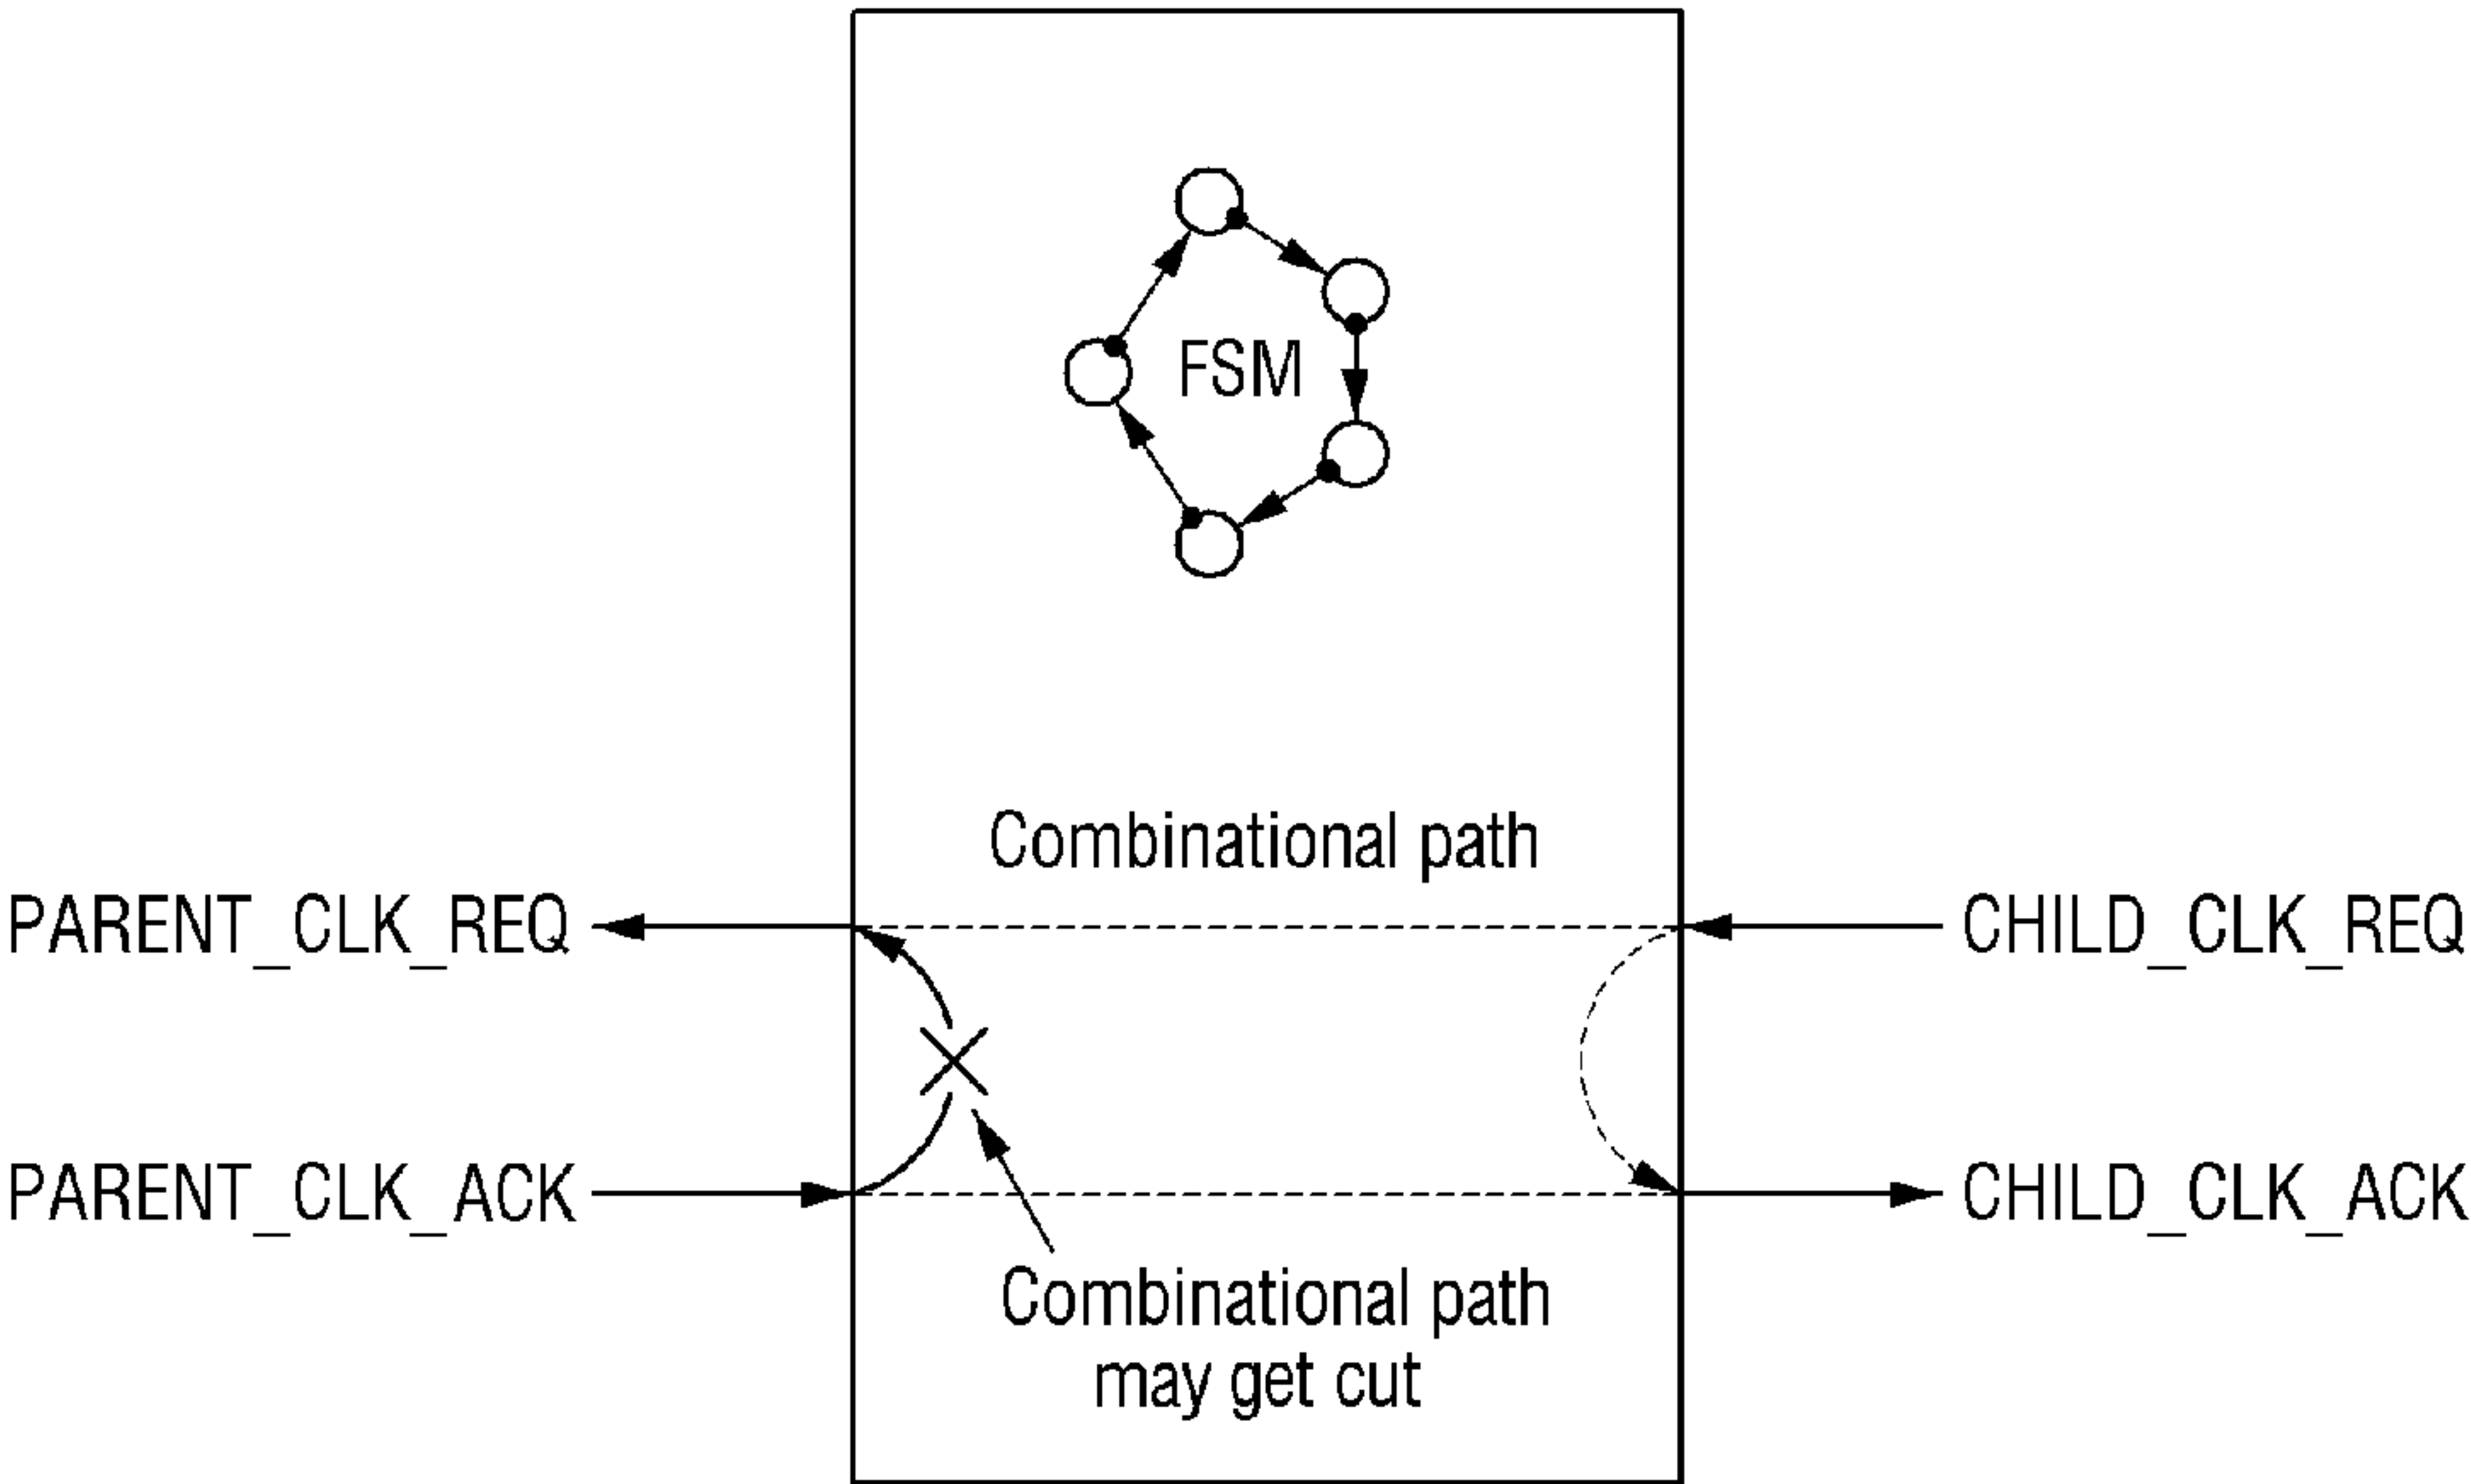 FSM
Combinational path
PARENT_CLK_REQ
CHILD_CLK_REQ
PARENT_CLK_ACK
CHILD_CLK_ACK
Combinational path
may get cut